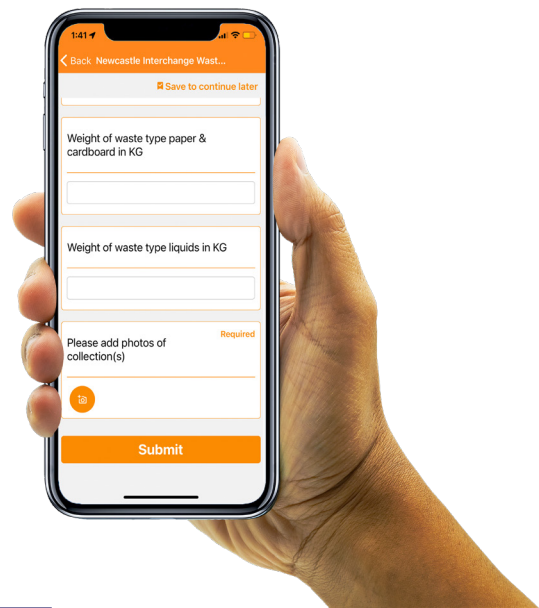 1:41
Back Newcastle Interchange Wast...
Save to continue later
Weight of waste type paper &
cardboard in KG
Weight of waste type liquids in KG
Required
Please add photos of
collection(s)
Submit